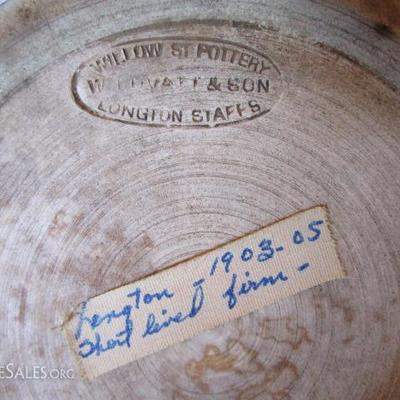 WILLOW ST POTTERY
& SON
LONGTON STAFFS
Longton - 1903-05
Short lived firm -
eSales.org